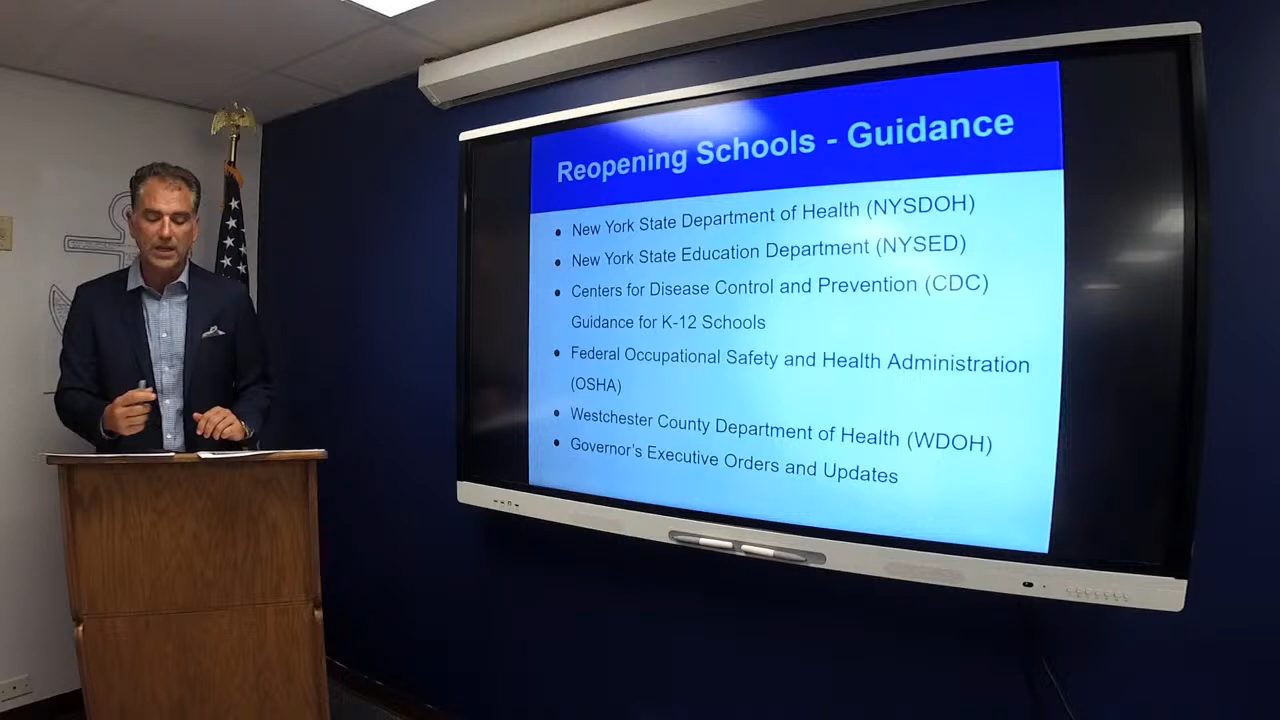 Reopening Schools - Guidance
• New York State Department of Health (NYSDOH)
• New York State Education Department (NYSED)
• Centers for Disease Control and Prevention (CDC)
Guidance for K-12 Schools
• Federal Occupational Safety and Health Administration
(OSHA)
• Westchester County Department of Health (WDOH)
• Governor's Executive Orders and Updates